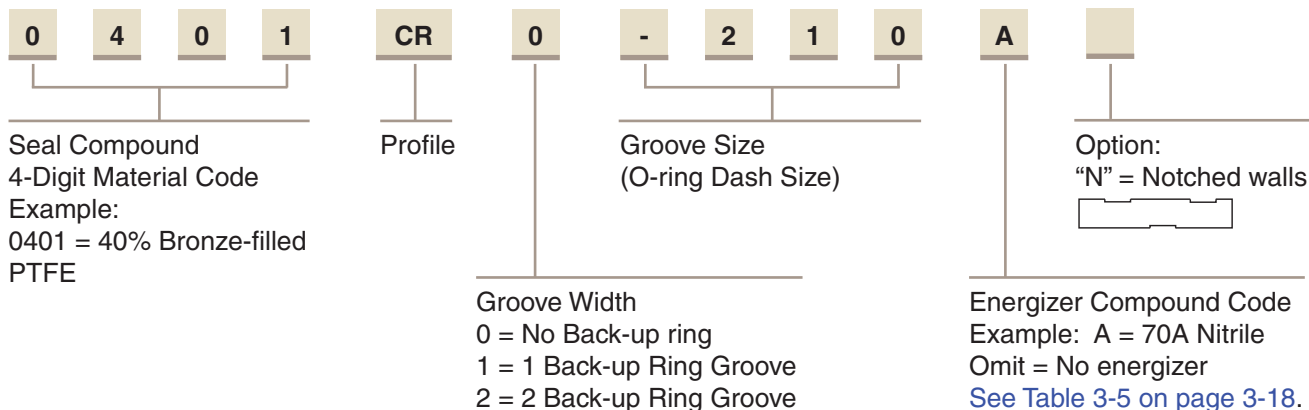 0 4 0 1 CR 0 - 2 1 0 A
Seal Compound
4-Digit Material Code
Example:
0401 = 40% Bronze-filled
PTFE
Profile
Groove Size
(O-ring Dash Size)
Option:
“N” = Notched walls
Groove Width
0 = No Back-up ring
1 = 1 Back-up Ring Groove
2 = 2 Back-up Ring Groove
Energizer Compound Code
Example: A = 70A Nitrile
Omit = No energizer
See Table 3-5 on page 3-18.